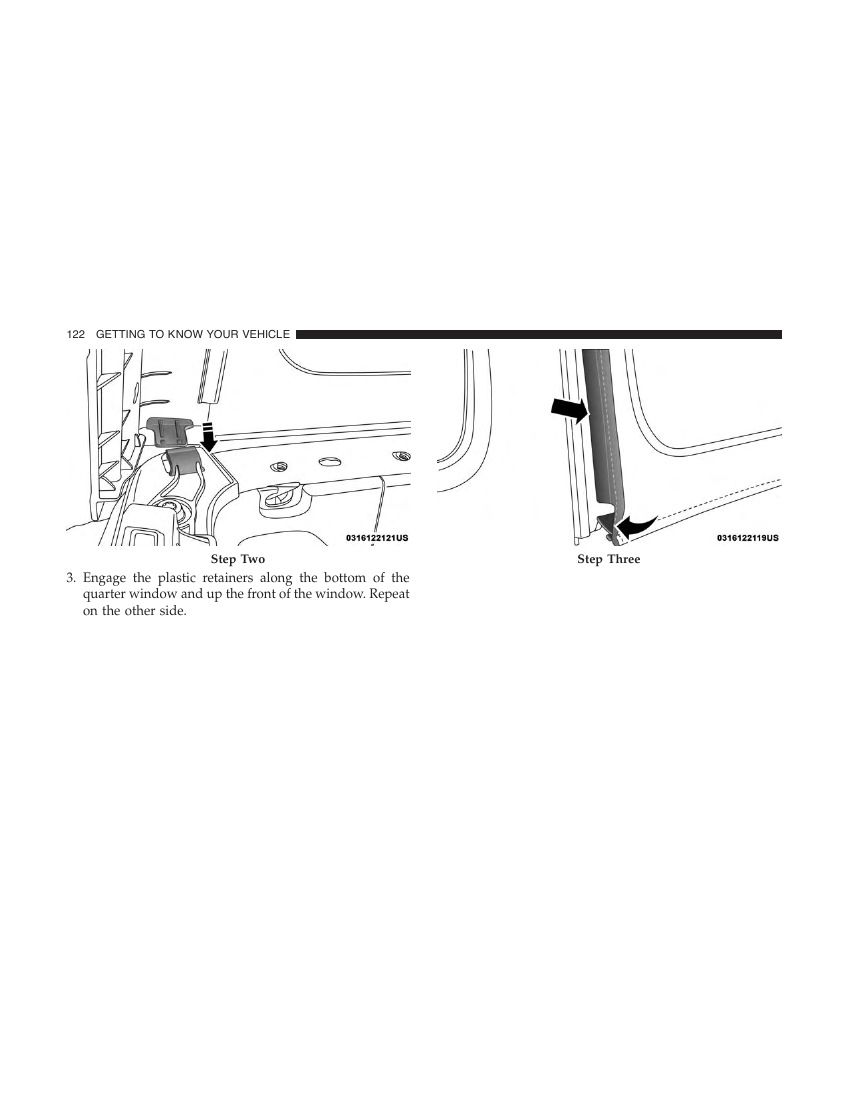 122 GETTING TO KNOW YOUR VEHICLE
0316122121US
Step Two
3. Engage the plastic retainers along the bottom of the
quarter window and up the front of the window. Repeat
on the other side.
0316122119US
Step Three